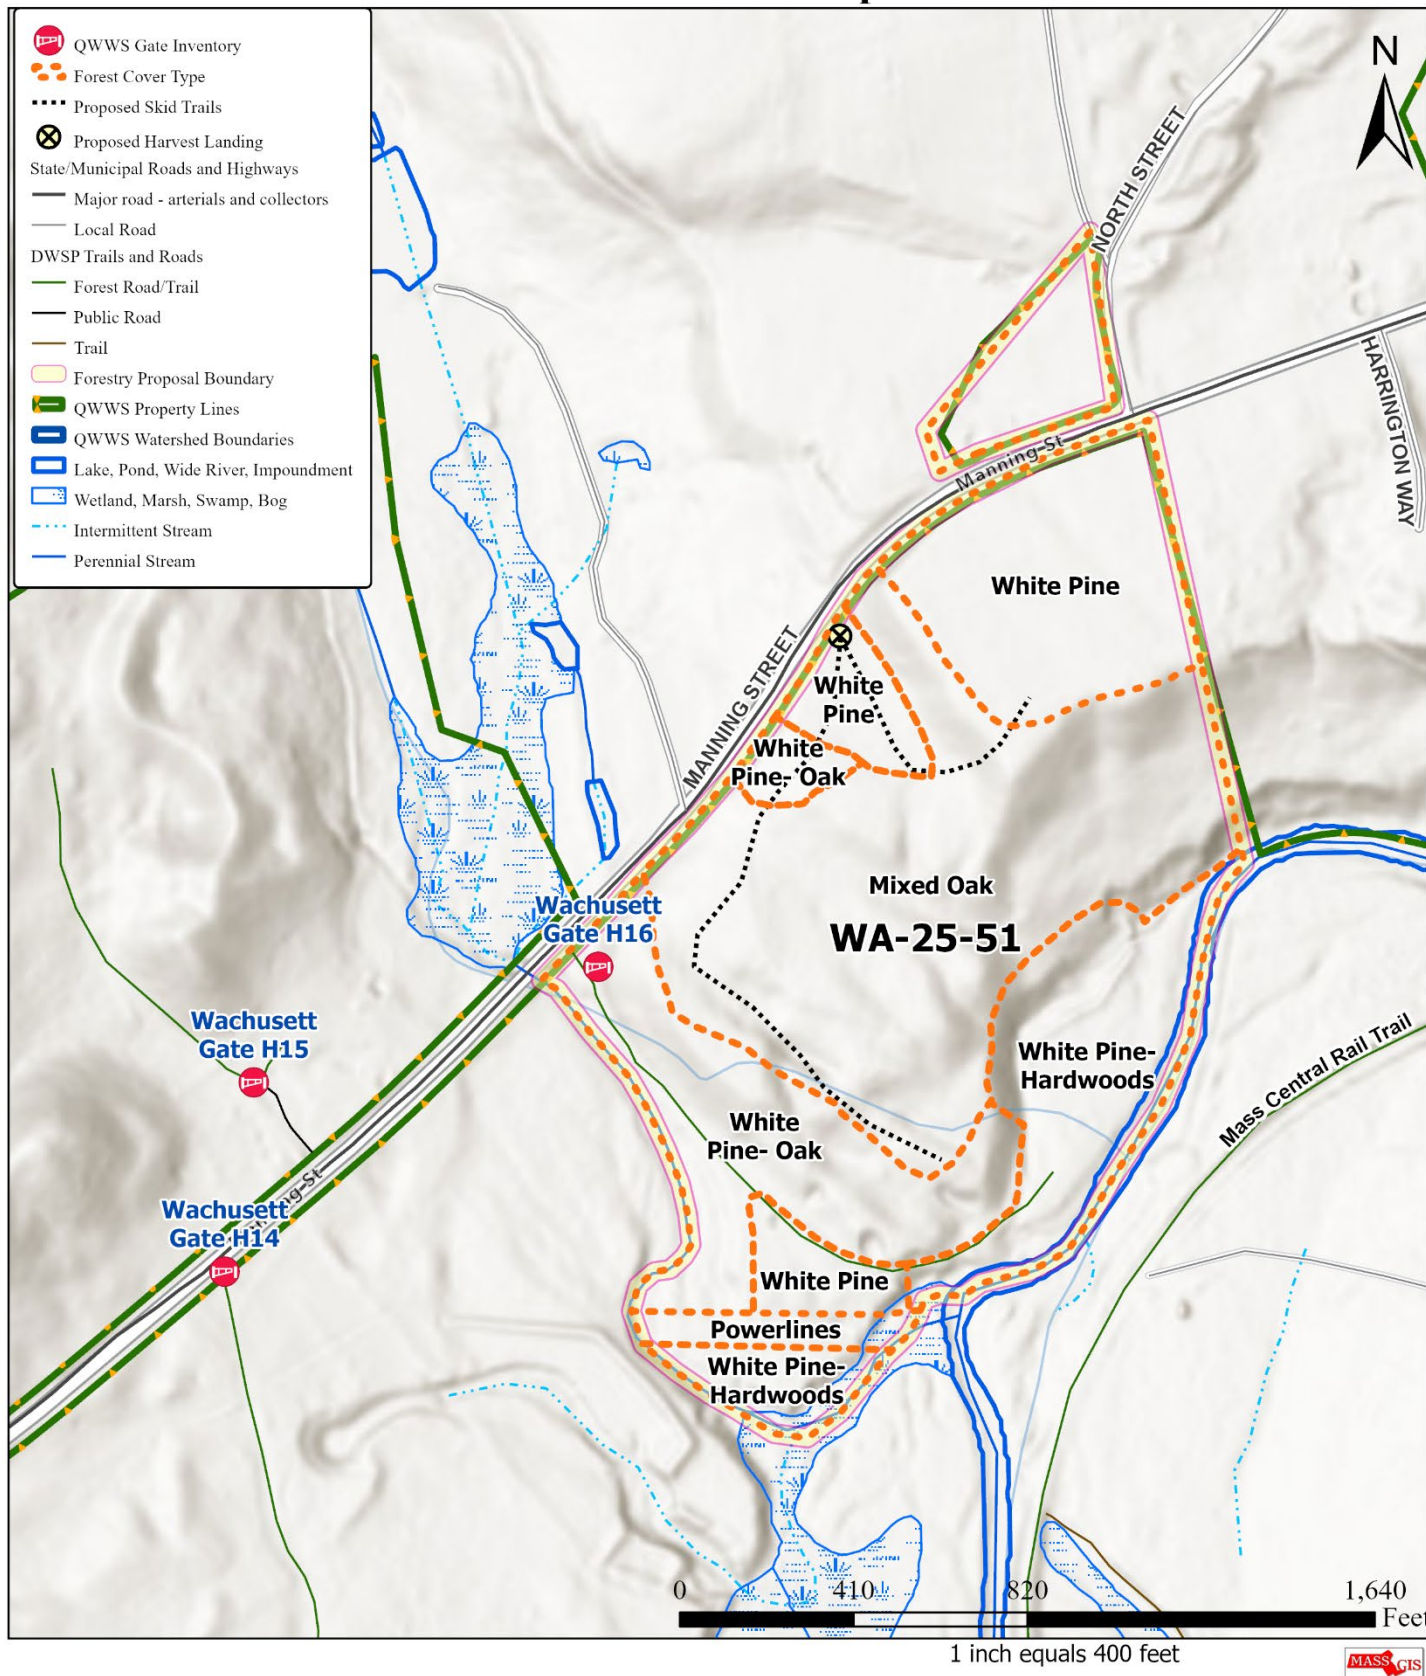 QWWS Gate Inventory
Forest Cover Type
Proposed Skid Trails
Proposed Harvest Landing
State/Municipal Roads and Highways
Major road - arterials and collectors
Local Road
DWSP Trails and Roads
Forest Road/Trail
Public Road
Trail
Forestry Proposal Boundary
QWWS Property Lines
QWWS Watershed Boundaries
Lake, Pond, Wide River, Impoundment
Wetland, Marsh, Swamp, Bog
Intermittent Stream
Perennial Stream
N
NORTH STREET
HARRINGTON WAY
Manning St
White Pine
MANNING STREET
White
Pine
White
Pine- Oak
Mixed Oak
WA-25-51
Wachusett
Gate H16
Wachusett
Gate H15
White Pine-
Hardwoods
Mass Central Rail Trail
White
Pine- Oak
Wachusett
Gate H14
White Pine
Powerlines
White Pine-
Hardwoods
0 410 820 1,640
Feet
1 inch equals 400 feet
MASS GIS